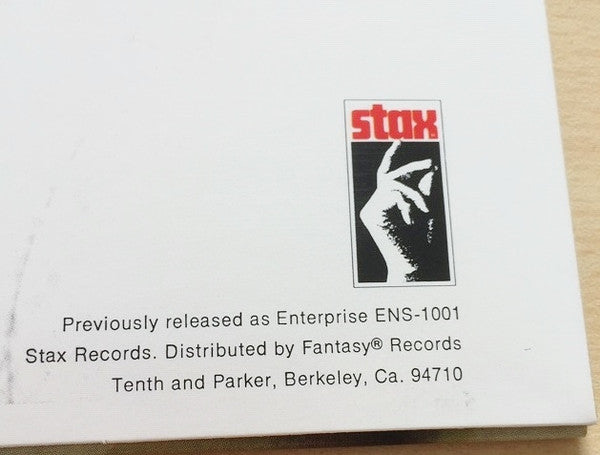 stax
Previously released as Enterprise ENS-1001
Stax Records. Distributed by Fantasy® Records
Tenth and Parker, Berkeley, Ca. 94710